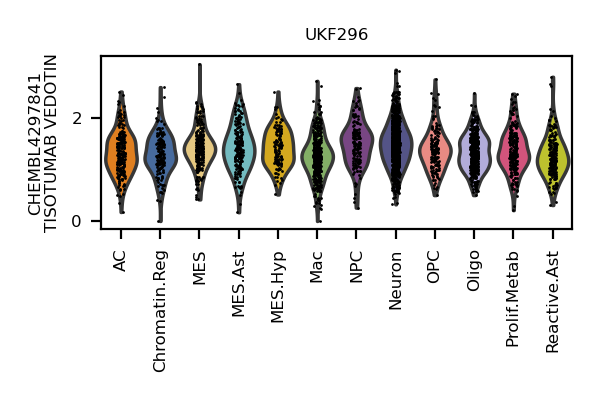 UKF296
CHEMBL4297841
TISOTUMAB VEDOTIN
2
0
AC
Chromatin.Reg
MES
MES.Ast
MES.Hyp
Mac
NPC
Neuron
OPC
Oligo
Prolif.Metab
Reactive.Ast